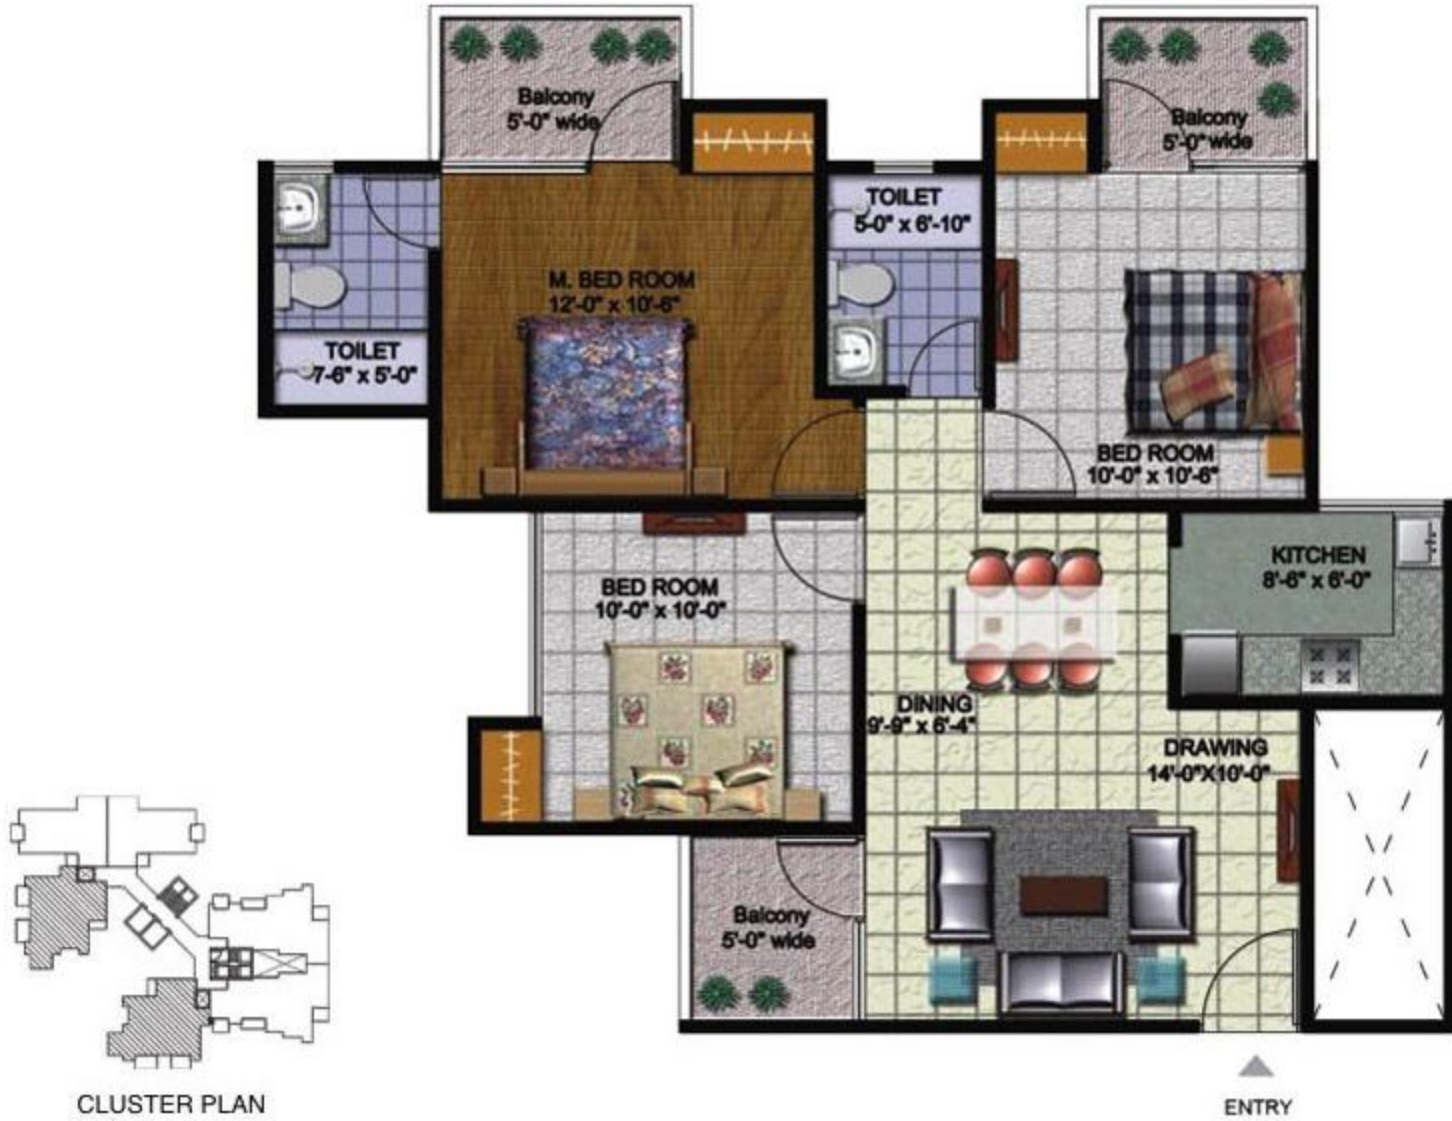 Balcony
5'-0" wide
Balcony
5'-0" wide
TOILET
5-0" x 6'-10"
M. BED ROOM
12'-0" x 10'-6"
TOILET
7-6" x 5'-0"
BED ROOM
10'-0" x 10'-6"
KITCHEN
8'-6" x 6'-0"
BED ROOM
10'-0" x 10'-0"
DINING
9'-9" x 6'-4"
DRAWING
14'-0"X10'-0"
Balcony
5'-0" wide
CLUSTER PLAN
ENTRY